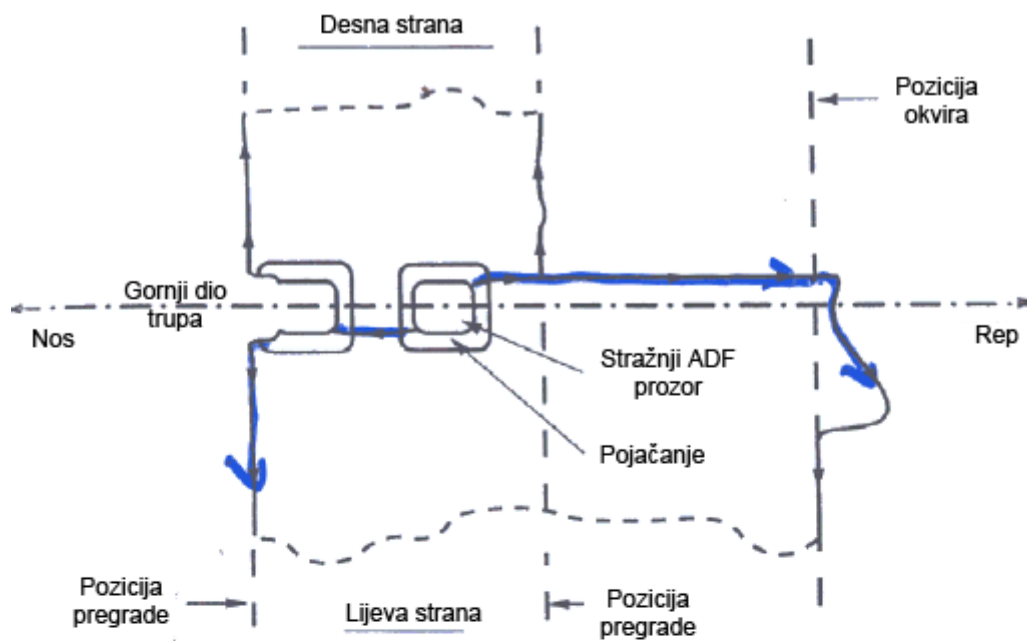 Desna strana
Pozicija
okvira
Gornji dio
trupa
Nos
Rep
Stražnji ADF
prozor
Pojačanje
Pozicija
pregrade
Lijeva strana
Pozicija
pregrade